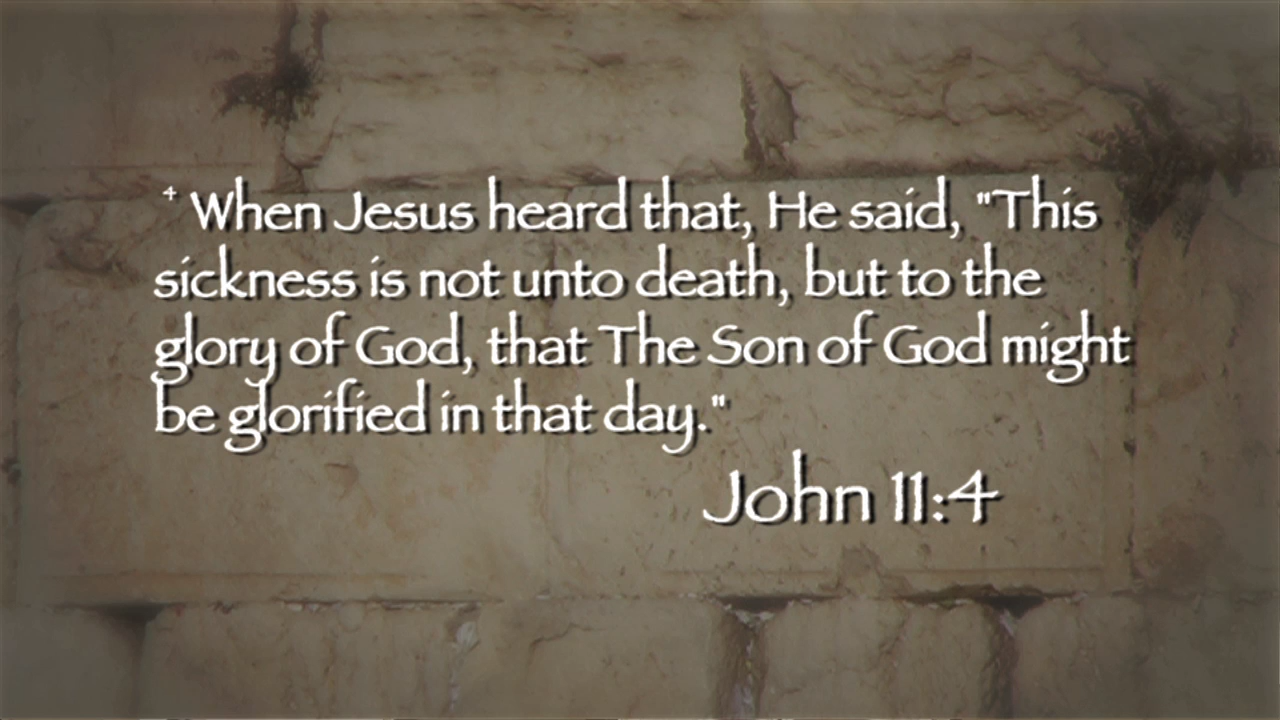 4 When Jesus heard that, He said, "This
sickness is not unto death, but to the
glory of God, that The Son of God might
be glorified in that day."
John 11:4